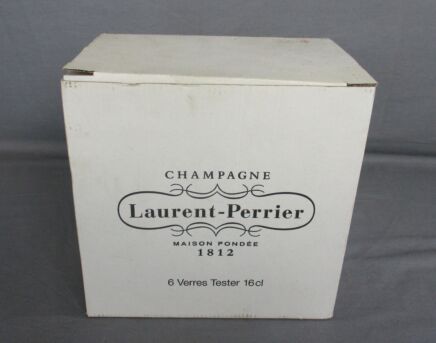 CHAMPAGNE
Laurent-Perrier
MAISON FONDÉE
1812
6 Verres Tester 16cl